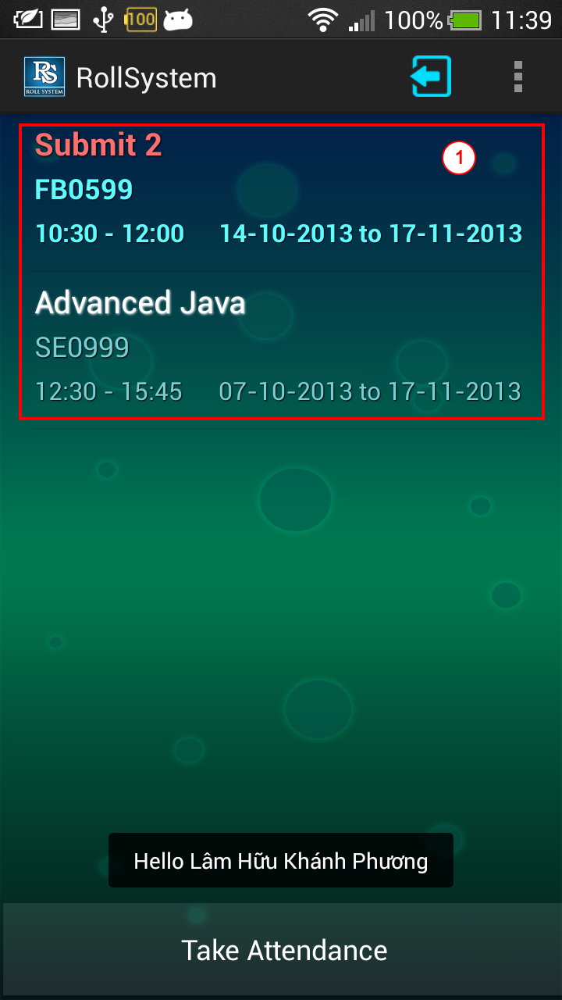 100 100% 11:39
RS
ROLL SYSTEM
RollSystem
Submit 2
1
FB0599
10:30 - 12:00 14-10-2013 to 17-11-2013
Advanced Java
SE0999
12:30 - 15:45 07-10-2013 to 17-11-2013
Hello Lâm Hữu Khánh Phương
Take Attendance